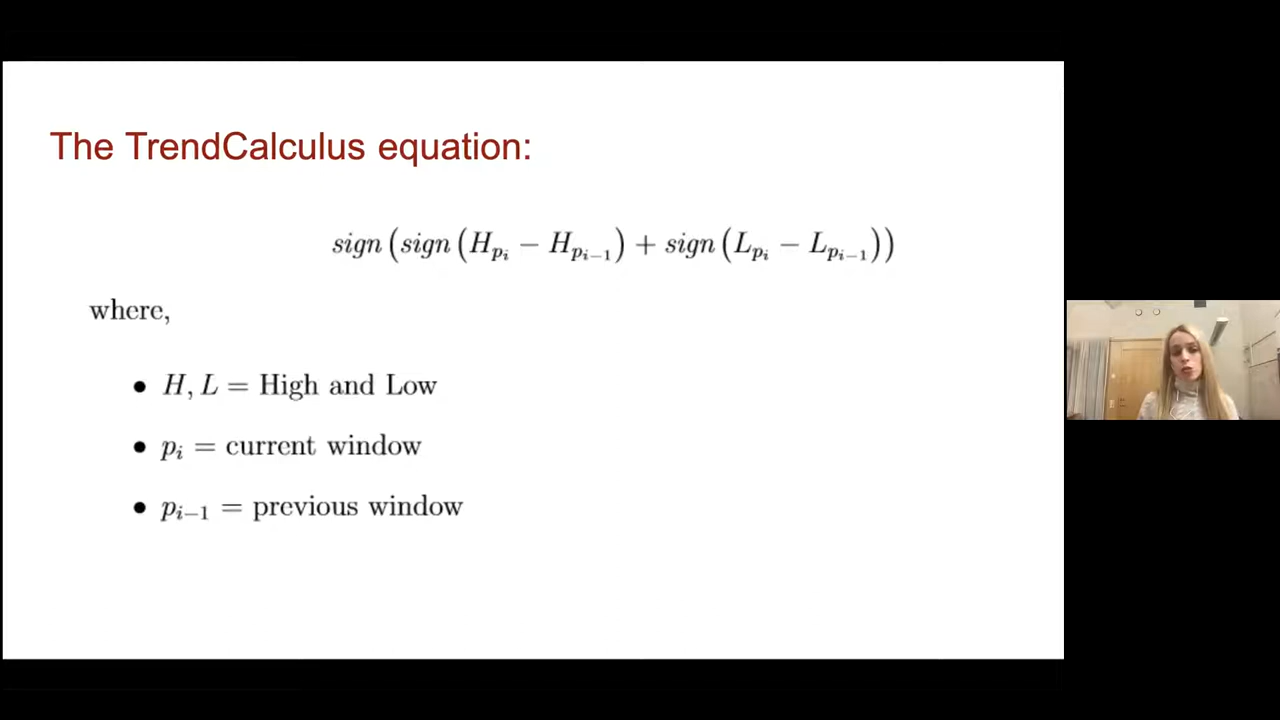 The TrendCalculus equation:
sign (sign (H_{p_i} − H_{p_{i−1}}) + sign (L_{p_i} − L_{p_{i−1}}))
where,
• H, L = High and Low
• p_i = current window
• p_{i−1} = previous window